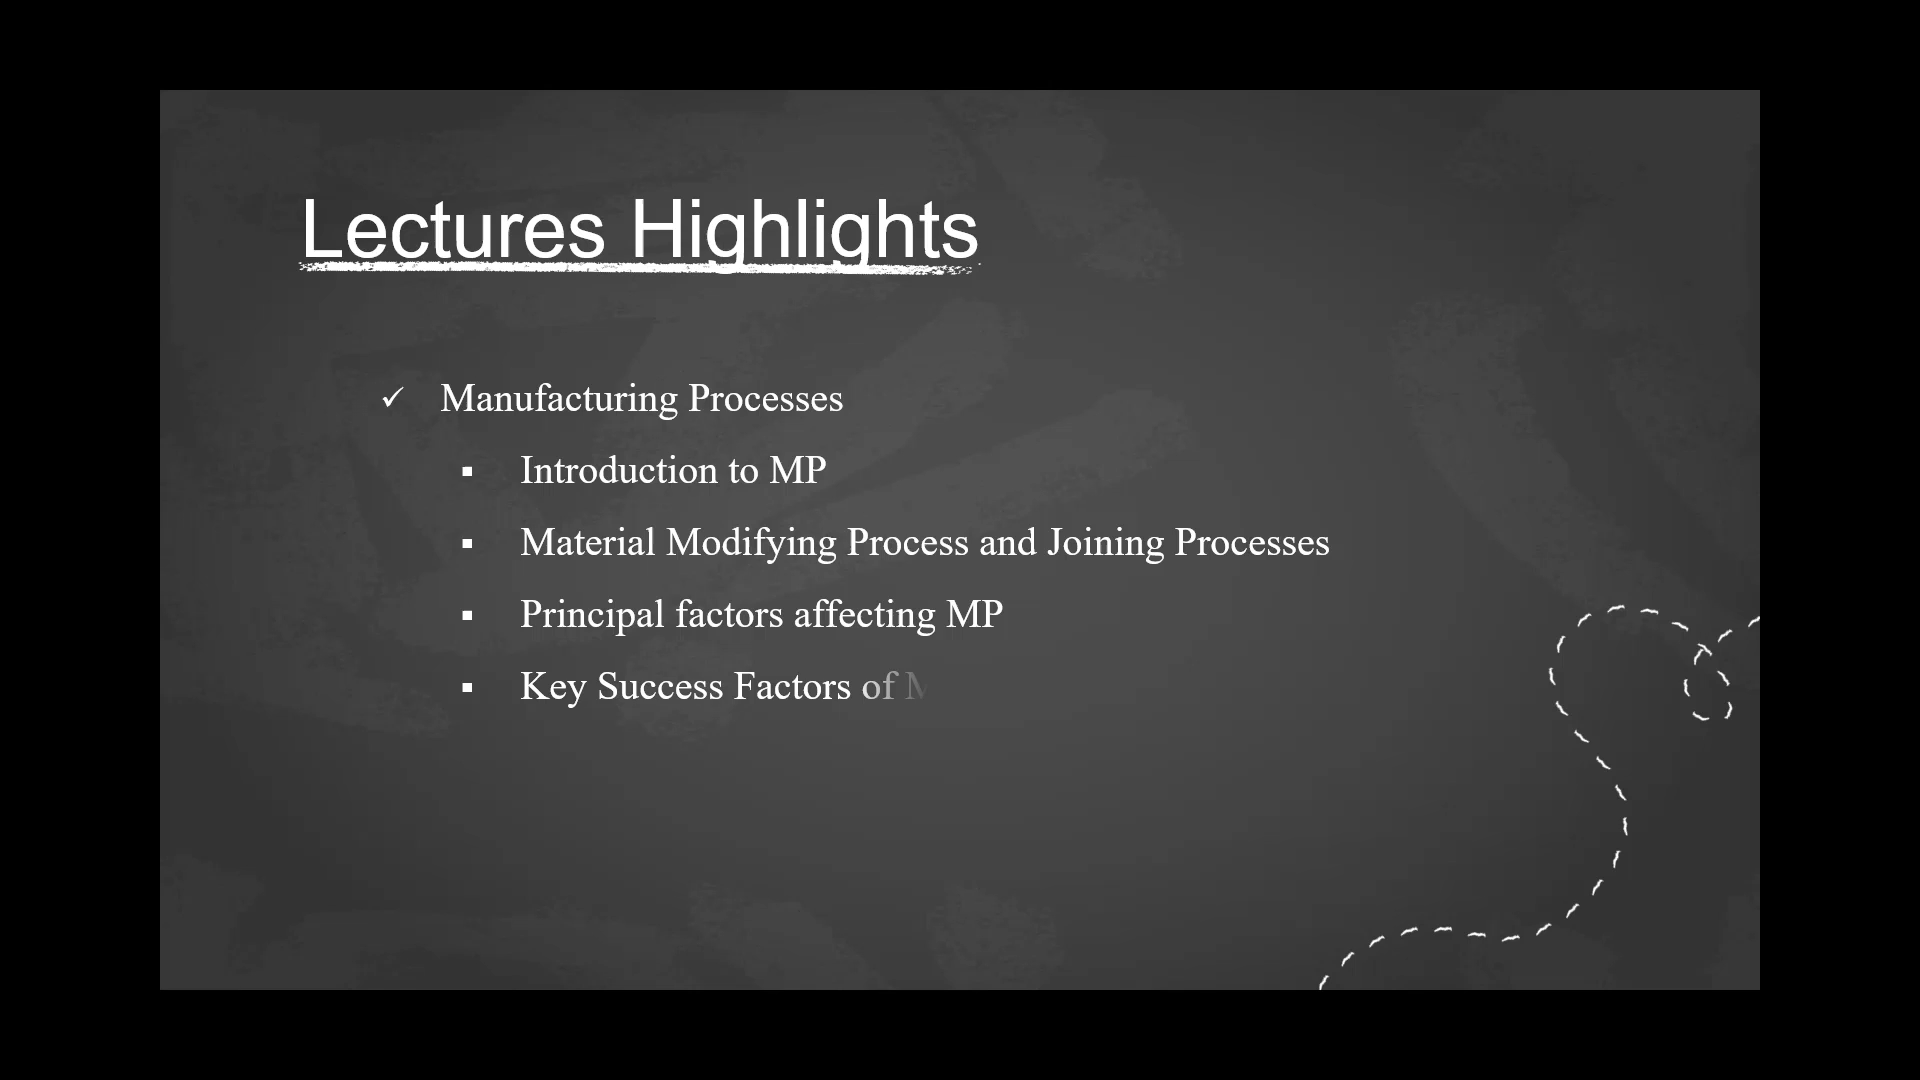 Lectures Highlights
✓ Manufacturing Processes
▪ Introduction to MP
▪ Material Modifying Process and Joining Processes
▪ Principal factors affecting MP
▪ Key Success Factors of